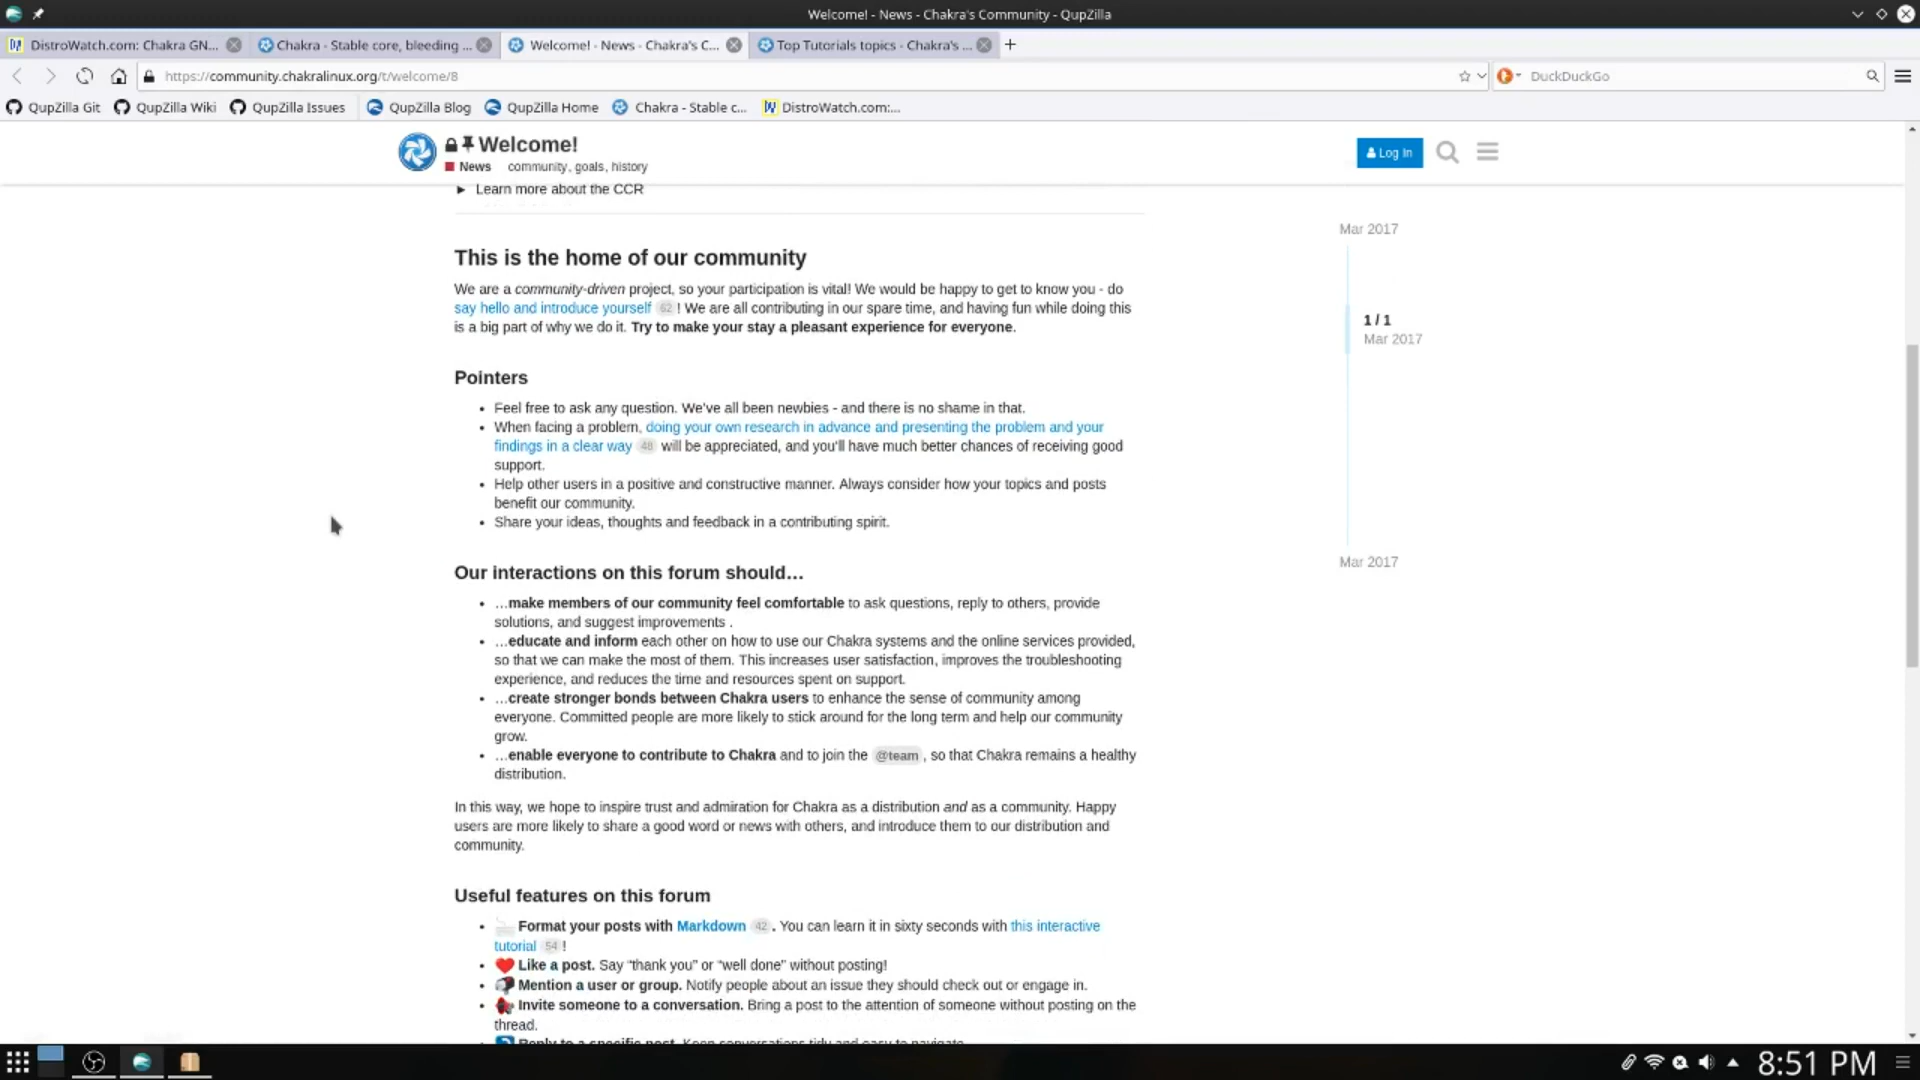 Welcome! - News - Chakra's Community - QupZilla
DistroWatch.com: Chakra GN...
Chakra - Stable core, bleeding ...
Welcome! - News - Chakra's C...
Top Tutorials topics - Chakra's ...
https://community.chakralinux.org/t/welcome/8
DuckDuckGo
QupZilla Git
QupZilla Wiki
QupZilla Issues
QupZilla Blog
QupZilla Home
Chakra - Stable c...
DistroWatch.com:...
Welcome!
News community, goals, history
Log In
Learn more about the CCR
This is the home of our community
We are a community-driven project, so your participation is vital! We would be happy to get to know you - do
say hello and introduce yourself 62 ! We are all contributing in our spare time, and having fun while doing this
is a big part of why we do it. Try to make your stay a pleasant experience for everyone.
Pointers
• Feel free to ask any question. We've all been newbies - and there is no shame in that.
• When facing a problem, doing your own research in advance and presenting the problem and your
findings in a clear way 48 will be appreciated, and you'll have much better chances of receiving good
support.
• Help other users in a positive and constructive manner. Always consider how your topics and posts
benefit our community.
• Share your ideas, thoughts and feedback in a contributing spirit.
Our interactions on this forum should…
• …make members of our community feel comfortable to ask questions, reply to others, provide
solutions, and suggest improvements .
• …educate and inform each other on how to use our Chakra systems and the online services provided,
so that we can make the most of them. This increases user satisfaction, improves the troubleshooting
experience, and reduces the time and resources spent on support.
• …create stronger bonds between Chakra users to enhance the sense of community among
everyone. Committed people are more likely to stick around for the long term and help our community
grow.
• …enable everyone to contribute to Chakra and to join the @team , so that Chakra remains a healthy
distribution.
In this way, we hope to inspire trust and admiration for Chakra as a distribution and as a community. Happy
users are more likely to share a good word or news with others, and introduce them to our distribution and
community.
Useful features on this forum
• Format your posts with Markdown 42 . You can learn it in sixty seconds with this interactive
tutorial 54 !
• Like a post. Say “thank you” or “well done” without posting!
• Mention a user or group. Notify people about an issue they should check out or engage in.
• Invite someone to a conversation. Bring a post to the attention of someone without posting on the
thread.
Reply to a specific post. Keep conversations tidy and easy to navigate.
Mar 2017
1 / 1
Mar 2017
Mar 2017
8:51 PM